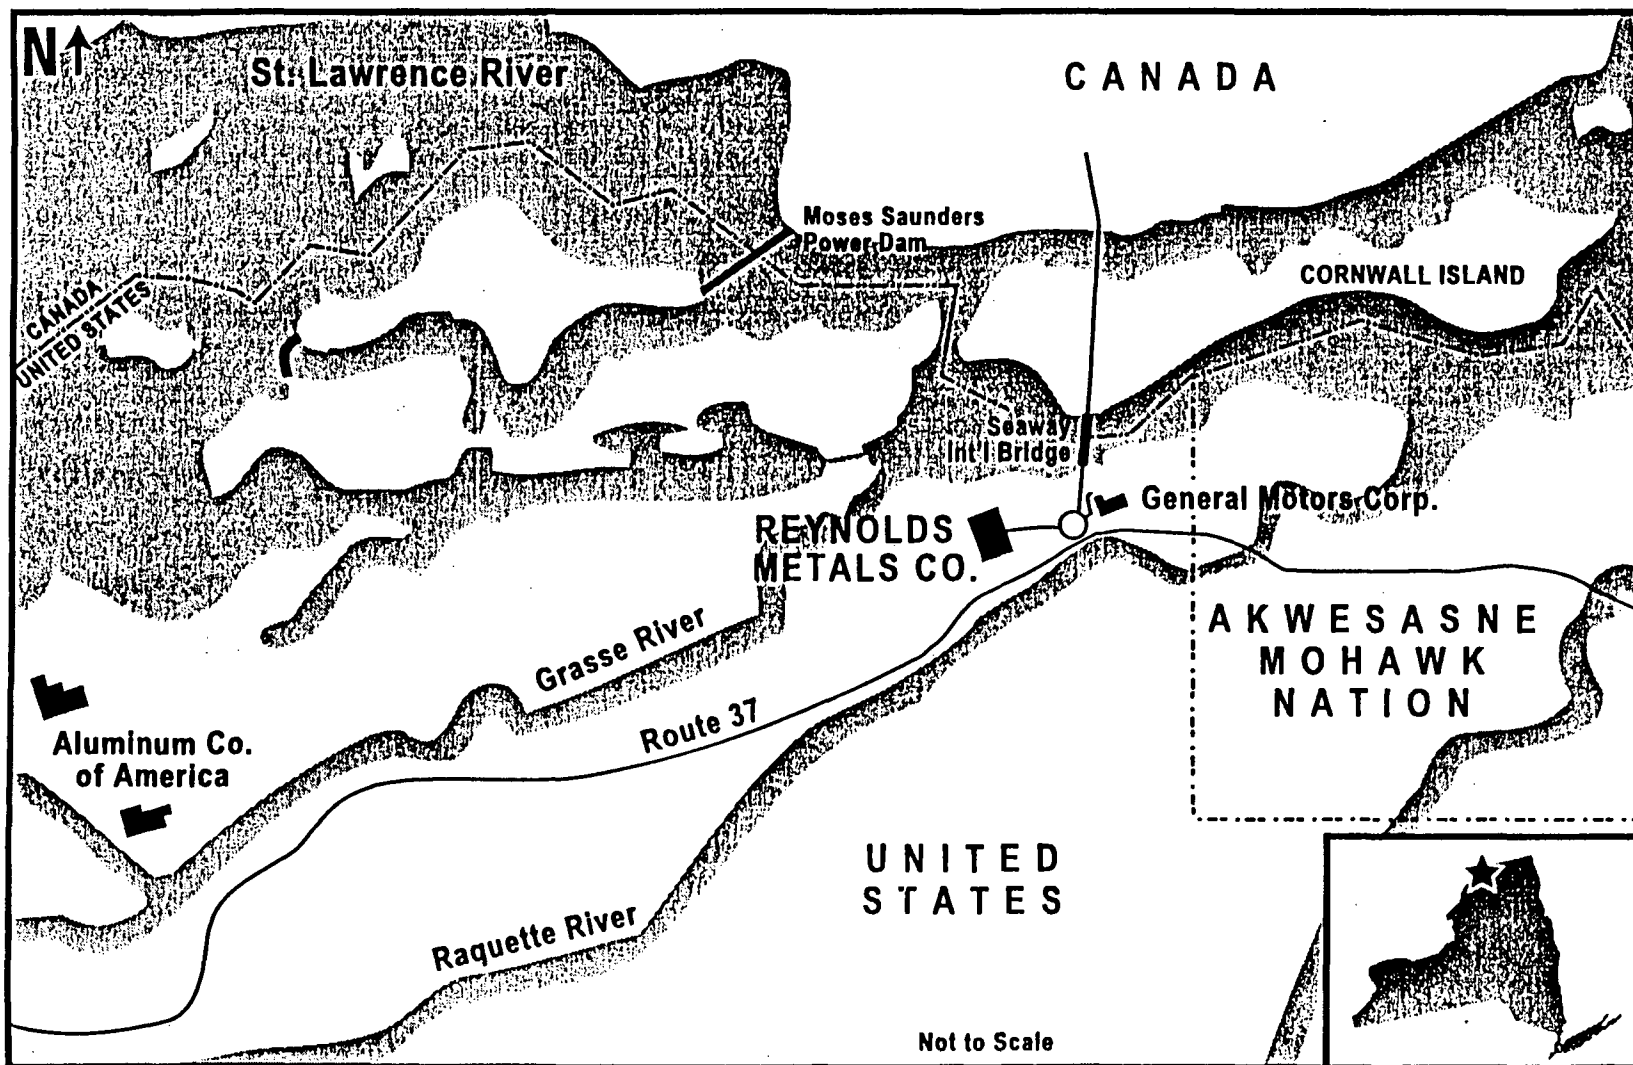 N
St. Lawrence River
CANADA
Moses Saunders
Power Dam
CORNWALL ISLAND
CANADA
UNITED STATES
Seaway
Int'l Bridge
General Motors Corp.
REYNOLDS
METALS CO.
AKWESASNE
MOHAWK
NATION
Grasse River
Route 37
Aluminum Co.
of America
UNITED
STATES
Raquette River
Not to Scale